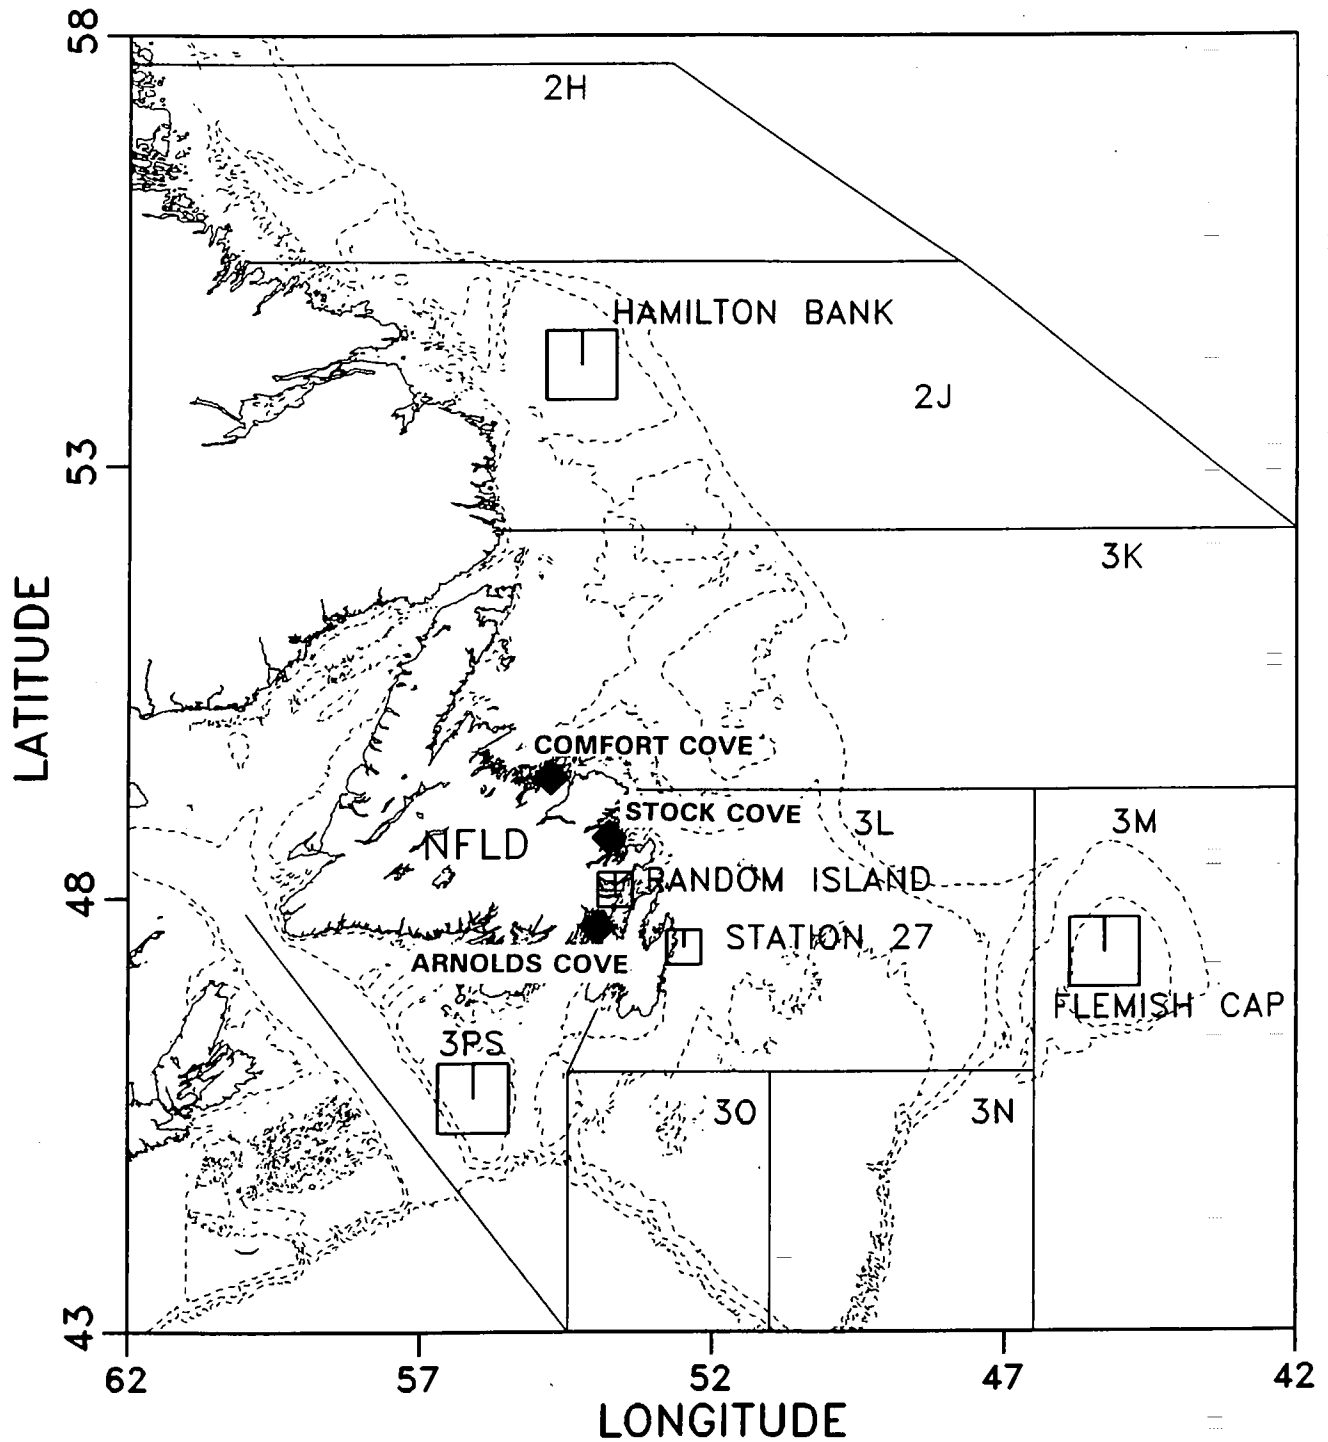 58
2H
HAMILTON BANK
2J
53
3K
LATITUDE
COMFORT COVE
STOCK COVE
3L
3M
NFLD
RANDOM ISLAND
48
STATION 27
ARNOLDS COVE
FLEMISH CAP
3PS
3O
3N
43
62
57
52
47
42
LONGITUDE